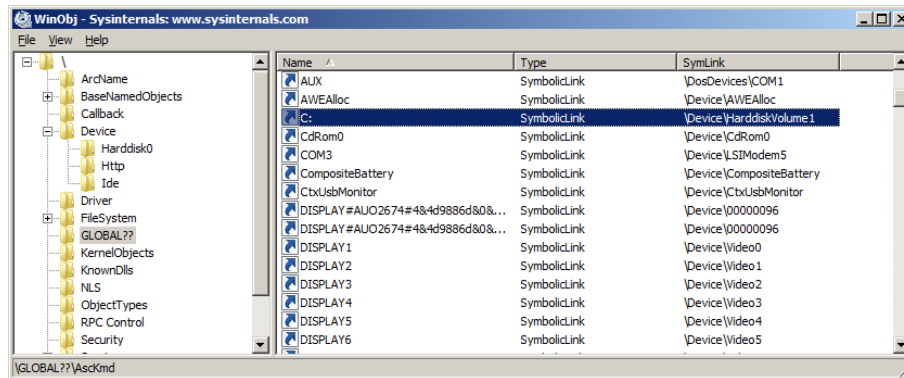 WinObj - Sysinternals: www.sysinternals.com
File View Help
\
ArcName
BaseNamedObjects
Callback
Device
Harddisk0
Http
Ide
Driver
FileSystem
GLOBAL??
KernelObjects
KnownDlls
NLS
ObjectTypes
RPC Control
Security
Name Type SymLink
AUX SymbolicLink \DosDevices\COM1
AWEAlloc SymbolicLink \Device\AWEAlloc
C: SymbolicLink \Device\HarddiskVolume1
CdRom0 SymbolicLink \Device\CdRom0
COM3 SymbolicLink \Device\LSIModem5
CompositeBattery SymbolicLink \Device\CompositeBattery
CtxUsbMonitor SymbolicLink \Device\CtxUsbMonitor
DISPLAY#AUO2674#4&4d9886d&0&... SymbolicLink \Device\00000096
DISPLAY#AUO2674#4&4d9886d&0&... SymbolicLink \Device\00000096
DISPLAY1 SymbolicLink \Device\Video0
DISPLAY2 SymbolicLink \Device\Video1
DISPLAY3 SymbolicLink \Device\Video2
DISPLAY4 SymbolicLink \Device\Video3
DISPLAY5 SymbolicLink \Device\Video4
DISPLAY6 SymbolicLink \Device\Video5
\GLOBAL??\AscKmd